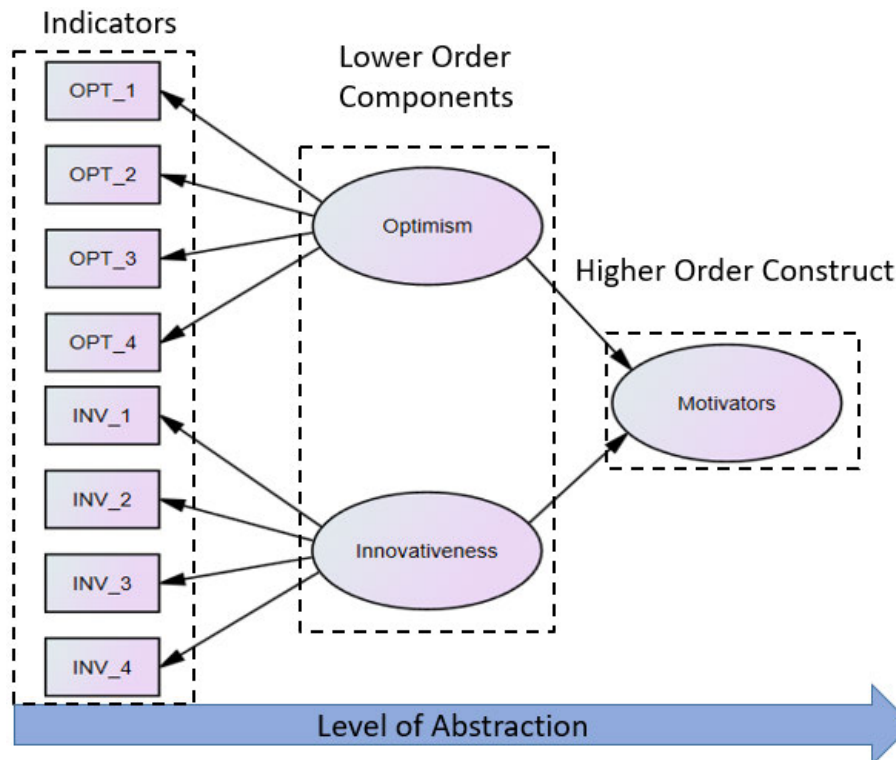 Indicators
OPT_1
OPT_2
OPT_3
OPT_4
INV_1
INV_2
INV_3
INV_4
Lower Order
Components
Optimism
Innovativeness
Higher Order Construct
Motivators
Level of Abstraction